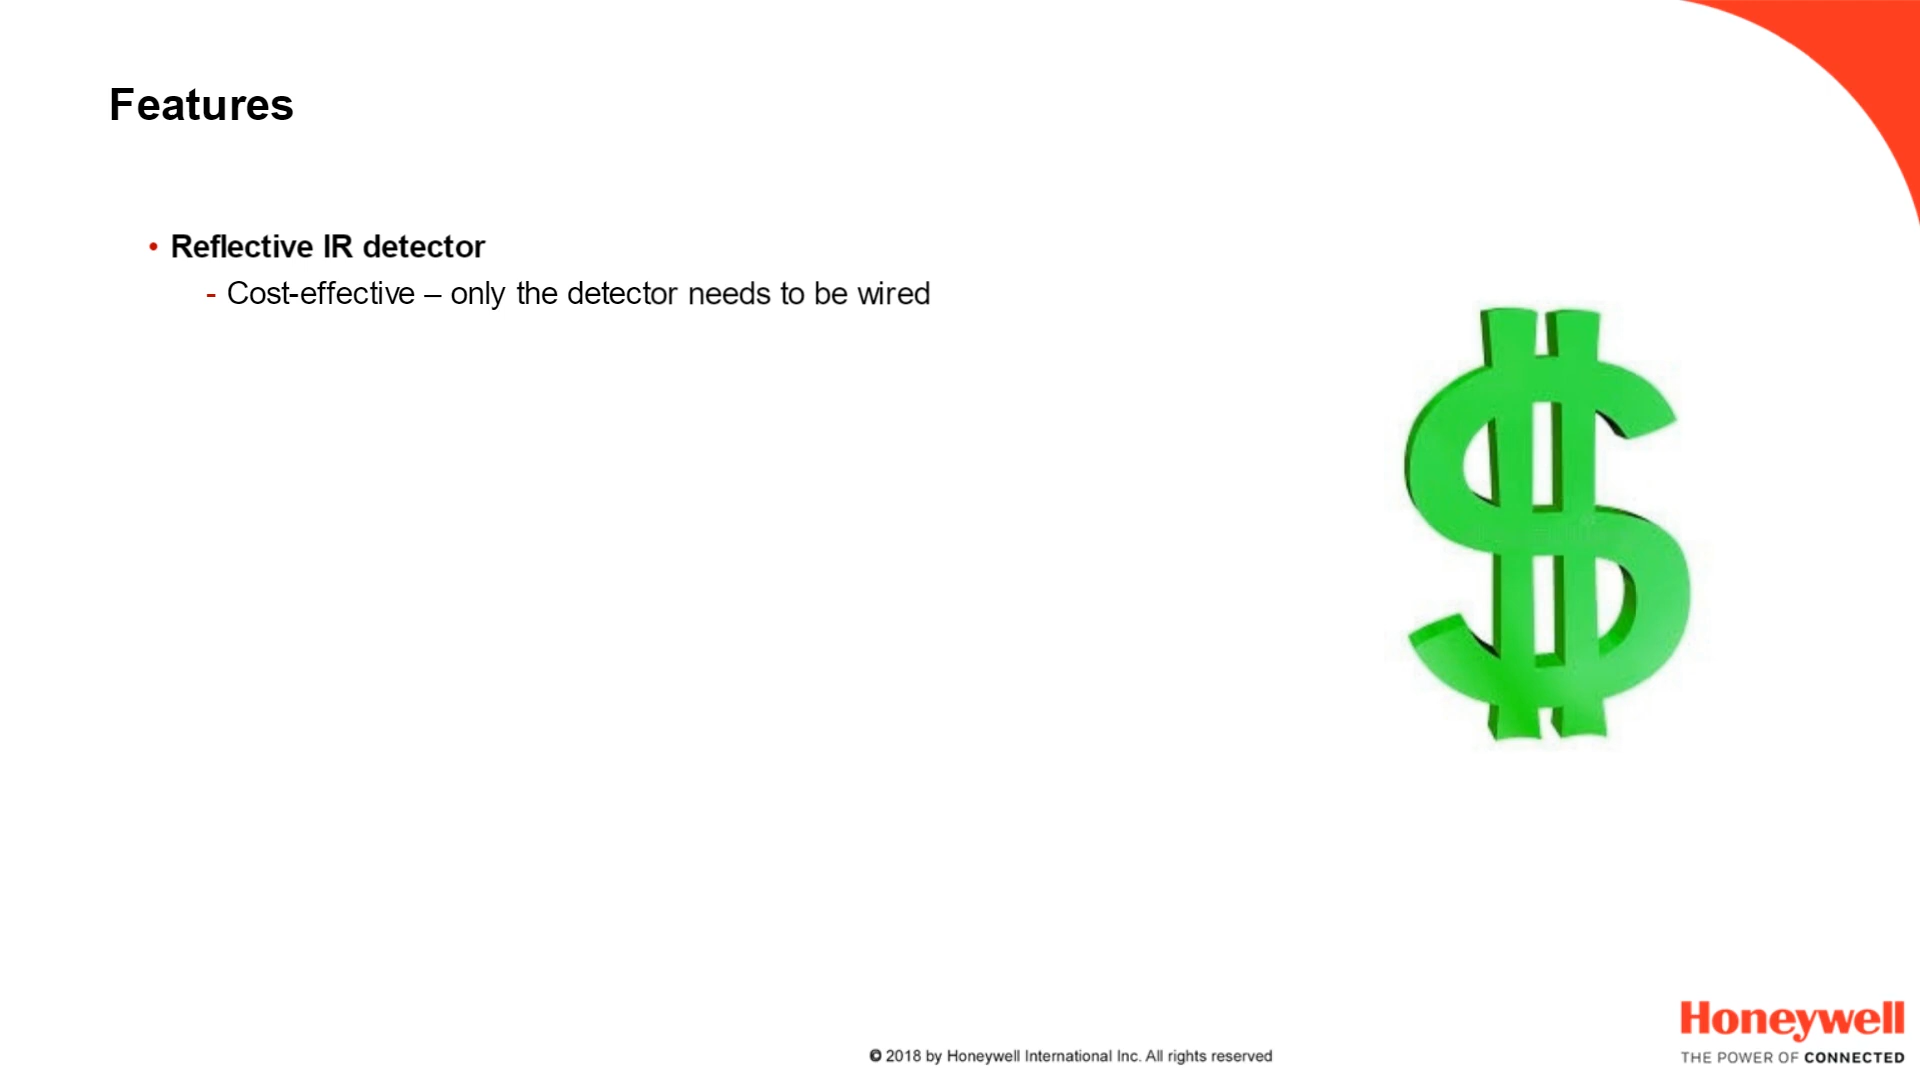 Features
• Reflective IR detector
- Cost-effective – only the detector needs to be wired
$
Honeywell
THE POWER OF CONNECTED
© 2018 by Honeywell International Inc. All rights reserved